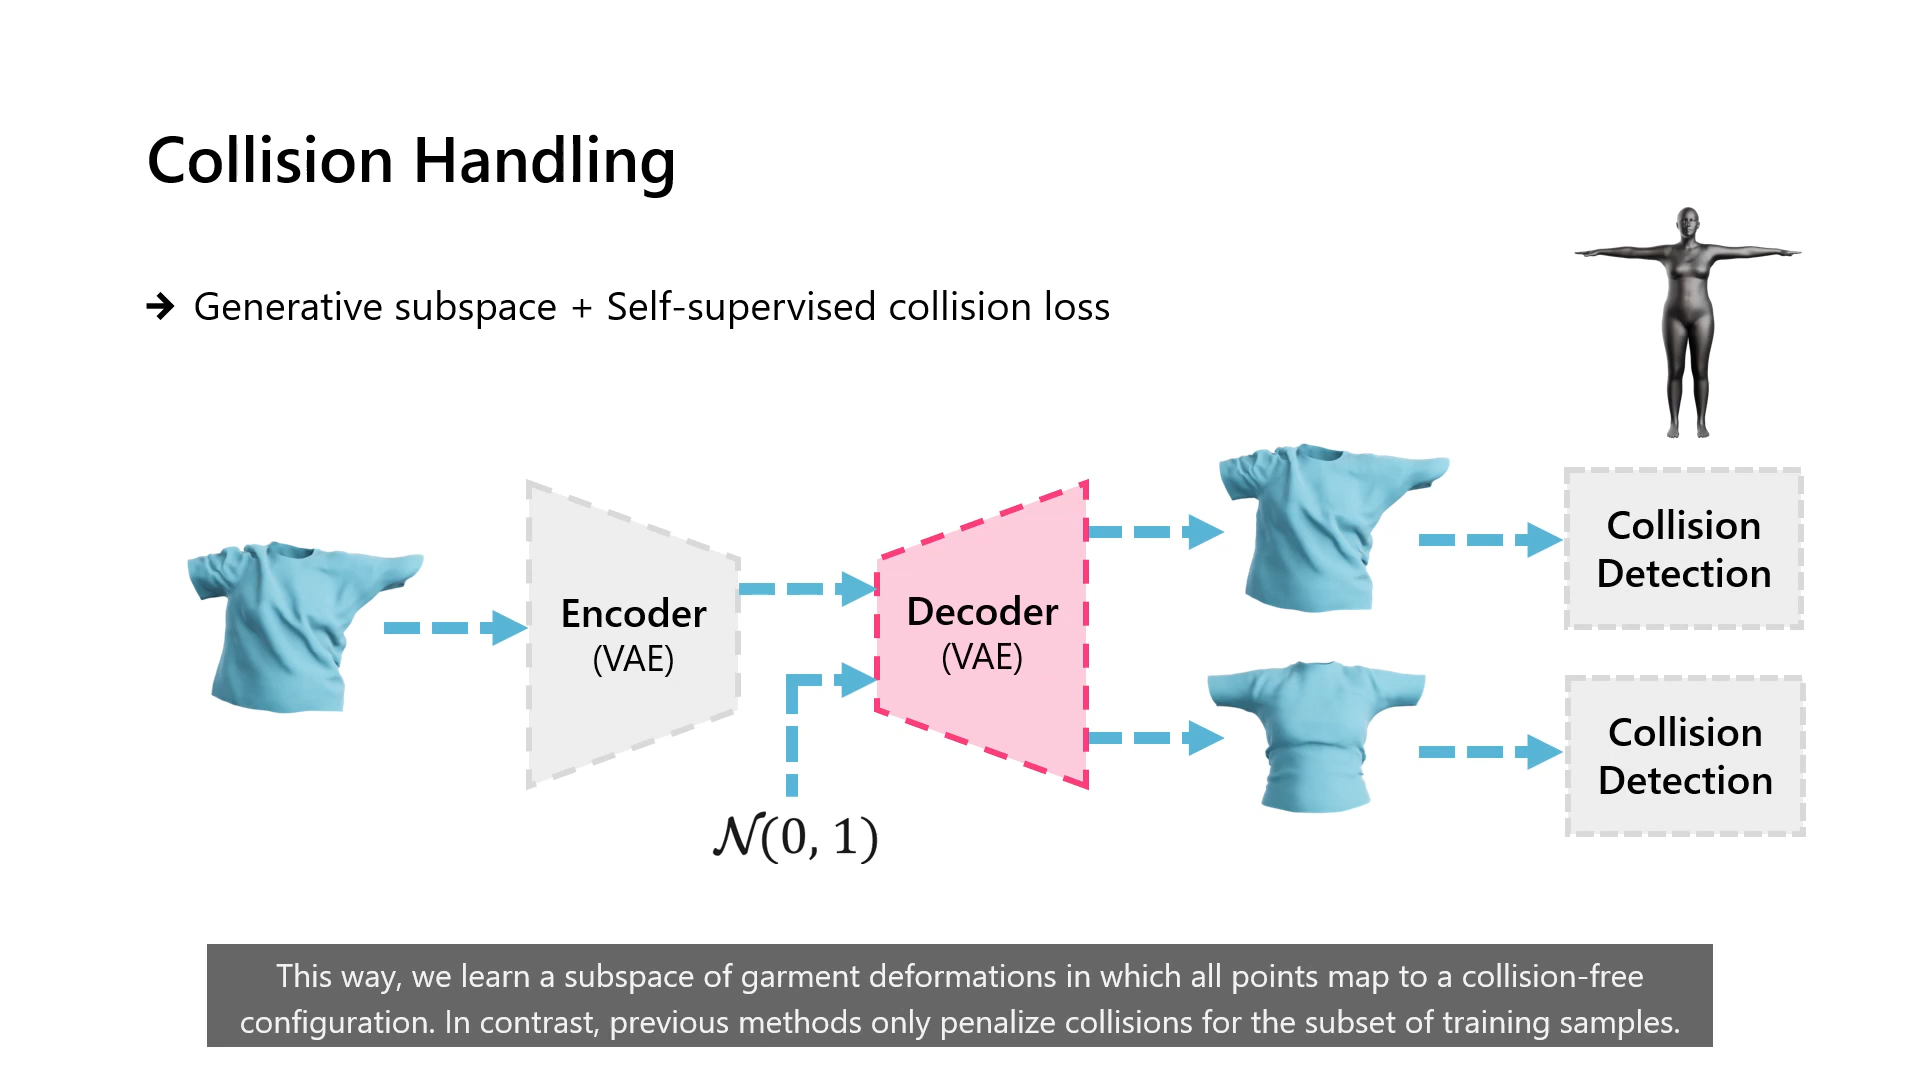 Collision Handling
→ Generative subspace + Self-supervised collision loss
Encoder
(VAE)
Decoder
(VAE)
𝒩(0, 1)
Collision
Detection
Collision
Detection
This way, we learn a subspace of garment deformations in which all points map to a collision-free
configuration. In contrast, previous methods only penalize collisions for the subset of training samples.